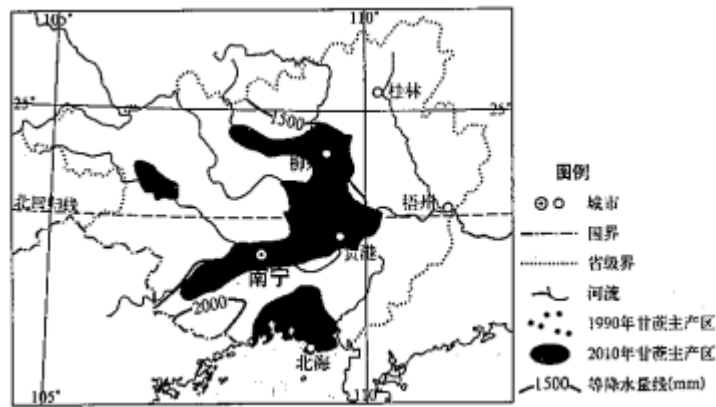 105° 110°
25° 25°
1500
桂林
北回归线
梧州
贵港
南宁
2000
北海
105° 110°
图例
城市
国界
省级界
河流
1990年甘蔗主产区
2010年甘蔗主产区
1500 等降水量线(mm)